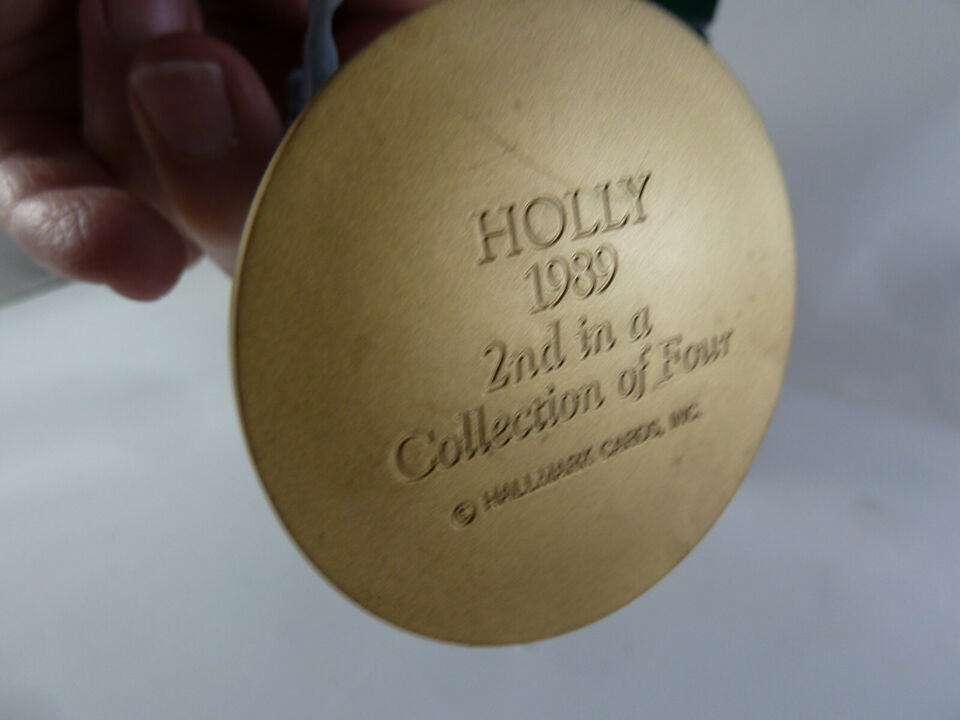 HOLLY
1989
2nd in a
Collection of Four
© HALLMARK CARDS, INC.